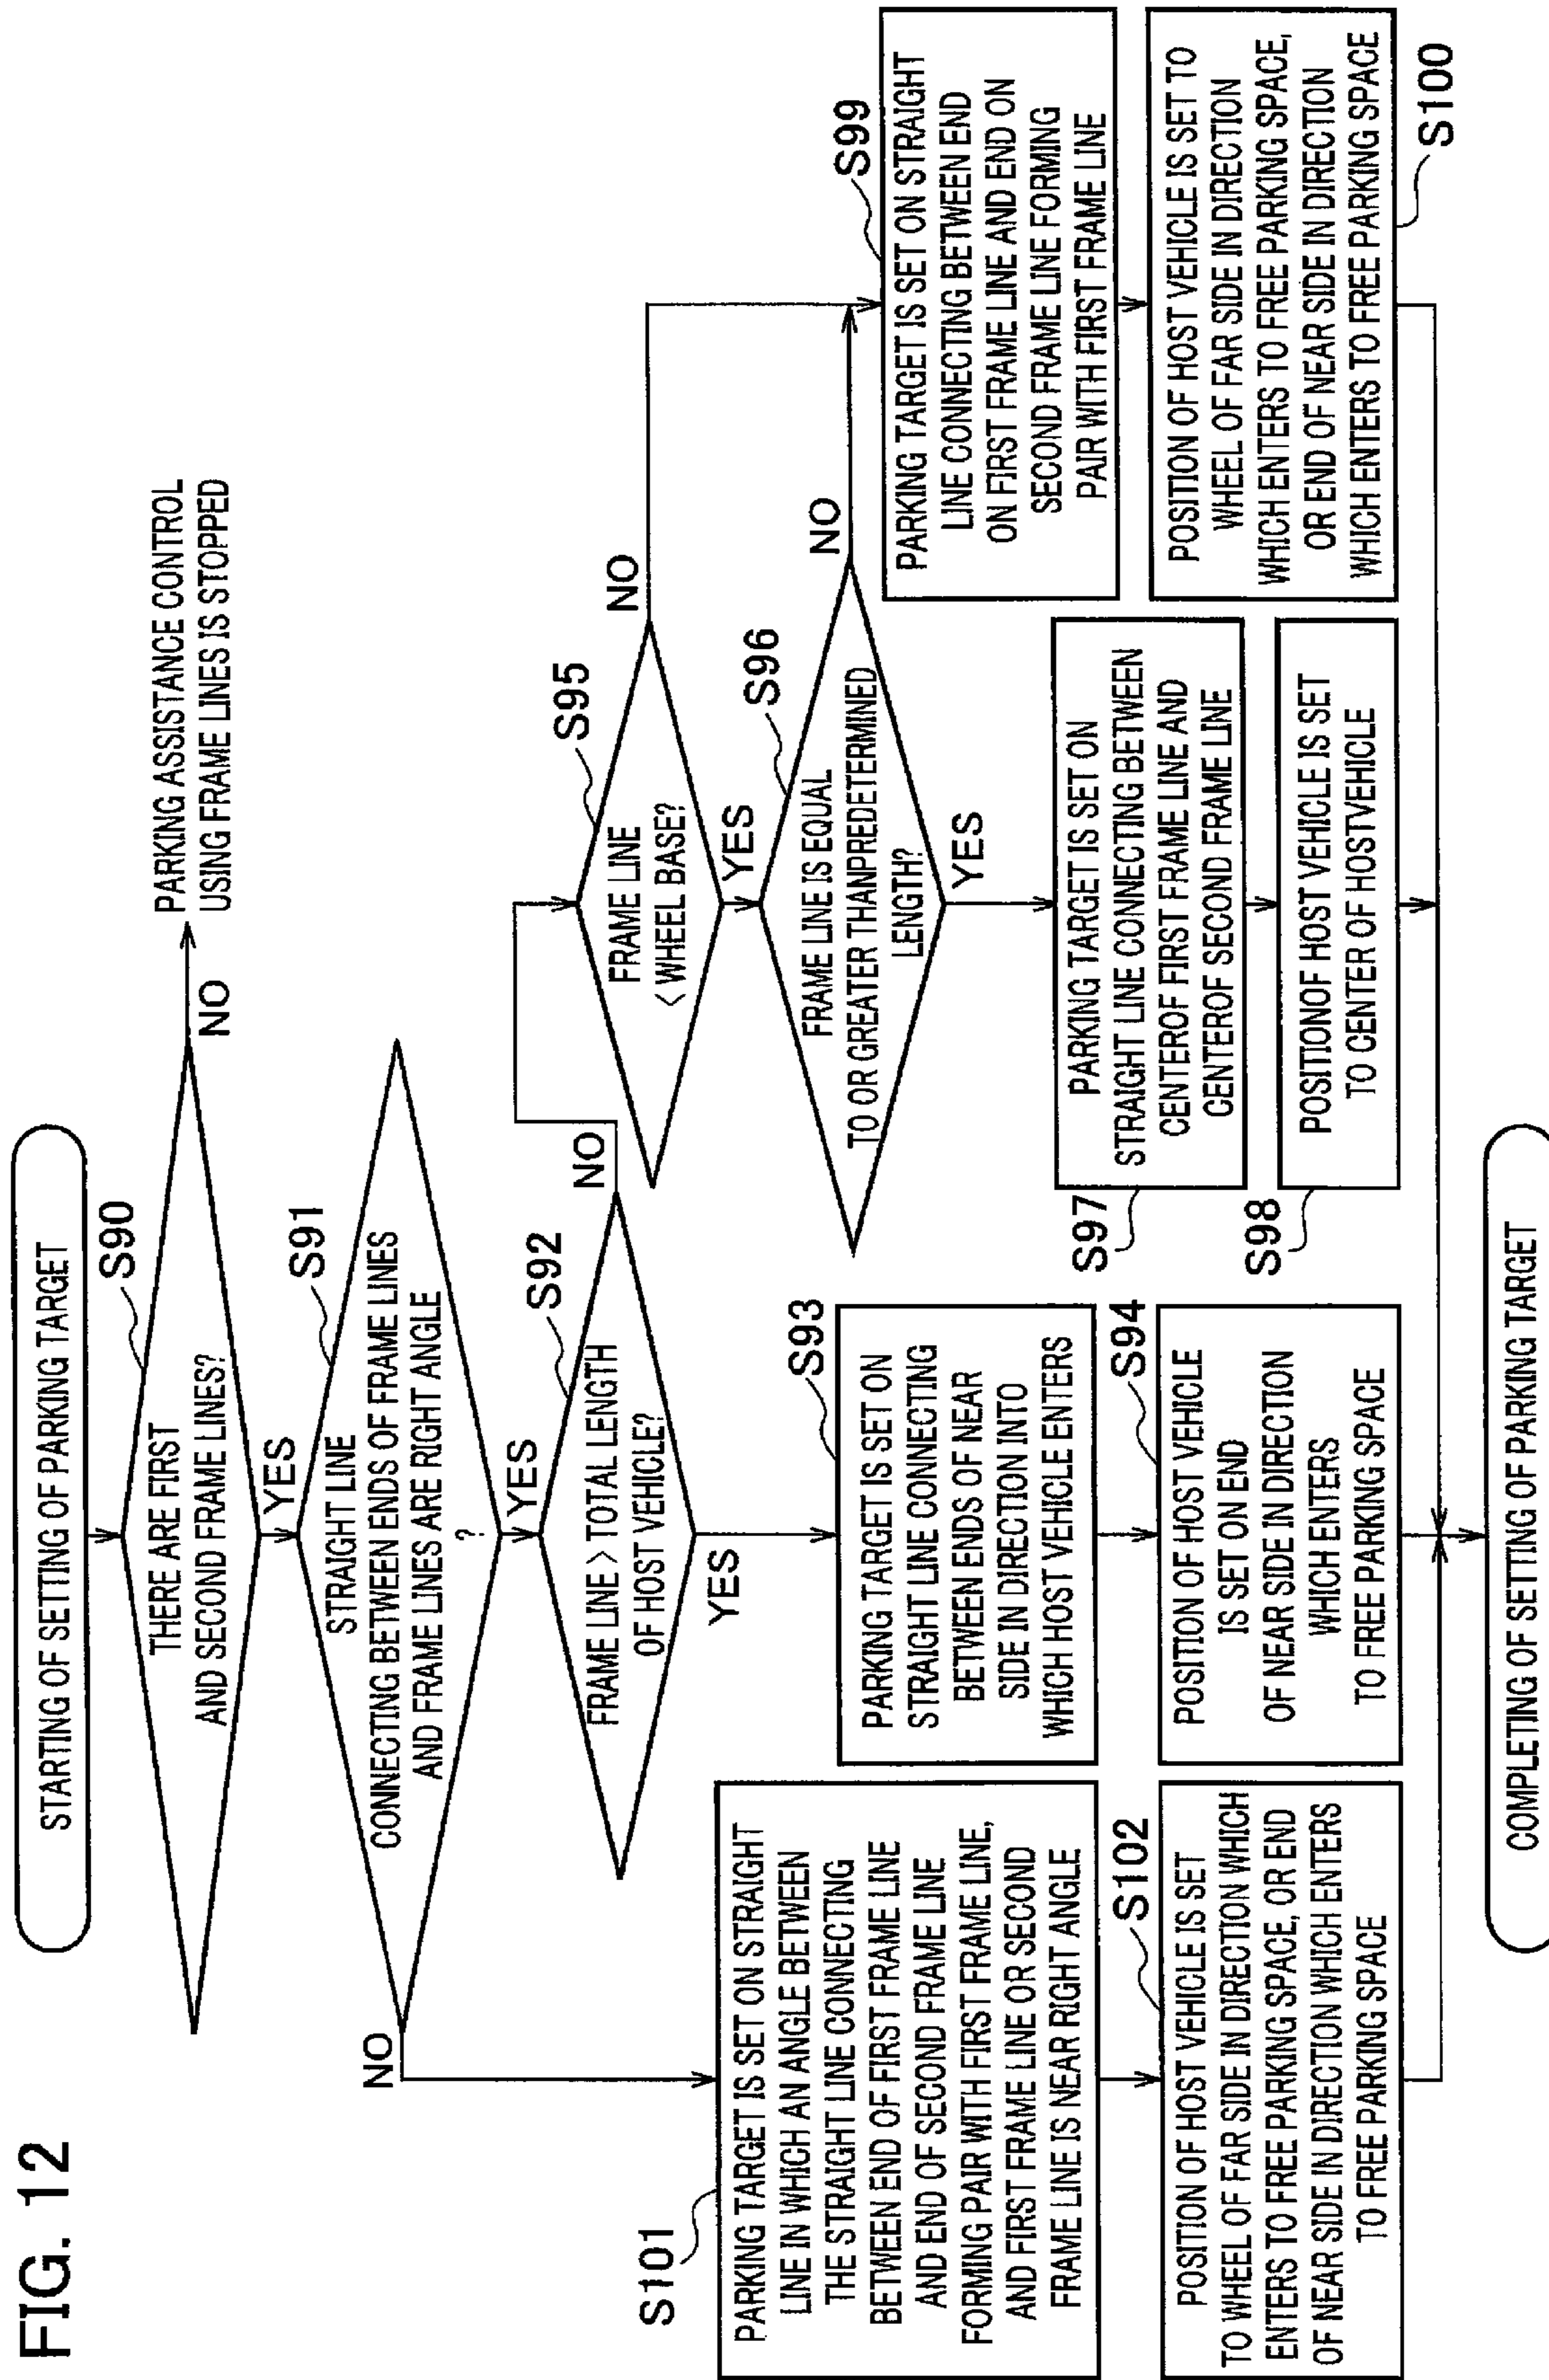 FIG. 12
STARTING OF SETTING OF PARKING TARGET
S90
THERE ARE FIRST
AND SECOND FRAME LINES?
NO
PARKING ASSISTANCE CONTROL
USING FRAME LINES IS STOPPED
YES
S91
STRAIGHT LINE
CONNECTING BETWEEN ENDS OF FRAME LINES
AND FRAME LINES ARE RIGHT ANGLE
?
NO
YES
S92
FRAME LINE > TOTAL LENGTH
OF HOST VEHICLE?
NO
YES
S95
FRAME LINE
< WHEEL BASE?
NO
YES
S96
FRAME LINE IS EQUAL
TO OR GREATER THANPREDETERMINED
LENGTH?
NO
YES
S101
PARKING TARGET IS SET ON STRAIGHT
LINE IN WHICH AN ANGLE BETWEEN
THE STRAIGHT LINE CONNECTING
BETWEEN END OF FIRST FRAME LINE
AND END OF SECOND FRAME LINE
FORMING PAIR WITH FIRST FRAME LINE,
AND FIRST FRAME LINE OR SECOND
FRAME LINE IS NEAR RIGHT ANGLE
S102
POSITION OF HOST VEHICLE IS SET
TO WHEEL OF FAR SIDE IN DIRECTION WHICH
ENTERS TO FREE PARKING SPACE, OR END
OF NEAR SIDE IN DIRECTION WHICH ENTERS
TO FREE PARKING SPACE
S93
PARKING TARGET IS SET ON
STRAIGHT LINE CONNECTING
BETWEEN ENDS OF NEAR
SIDE IN DIRECTION INTO
WHICH HOST VEHICLE ENTERS
S94
POSITION OF HOST VEHICLE
IS SET ON END
OF NEAR SIDE IN DIRECTION
WHICH ENTERS
TO FREE PARKING SPACE
S97
PARKING TARGET IS SET ON
STRAIGHT LINE CONNECTING BETWEEN
CENTEROF FIRST FRAME LINE AND
CENTEROF SECOND FRAME LINE
S98
POSITIONOF HOST VEHICLE IS SET
TO CENTER OF HOSTVEHICLE
S99
PARKING TARGET IS SET ON STRAIGHT
LINE CONNECTING BETWEEN END
ON FIRST FRAME LINE AND END ON
SECOND FRAME LINE FORMING
PAIR WITH FIRST FRAME LINE
S100
POSITION OF HOST VEHICLE IS SET TO
WHEEL OF FAR SIDE IN DIRECTION
WHICH ENTERS TO FREE PARKING SPACE,
OR END OF NEAR SIDE IN DIRECTION
WHICH ENTERS TO FREE PARKING SPACE
COMPLETING OF SETTING OF PARKING TARGET